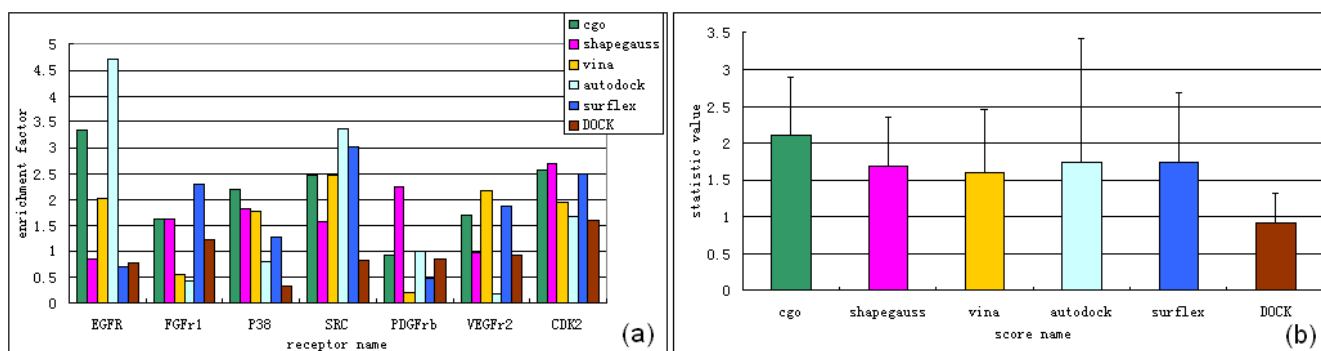 enrichment factor
5
4.5
4
3.5
3
2.5
2
1.5
1
0.5
0
EGFR FGFr1 P38 SRC PDGFrb VEGFr2 CDK2
receptor name
cgo
shapegauss
vina
autodock
surflex
DOCK
(a)
statistic value
3.5
3
2.5
2
1.5
1
0.5
0
cgo shapegauss vina autodock surflex DOCK
score name
(b)